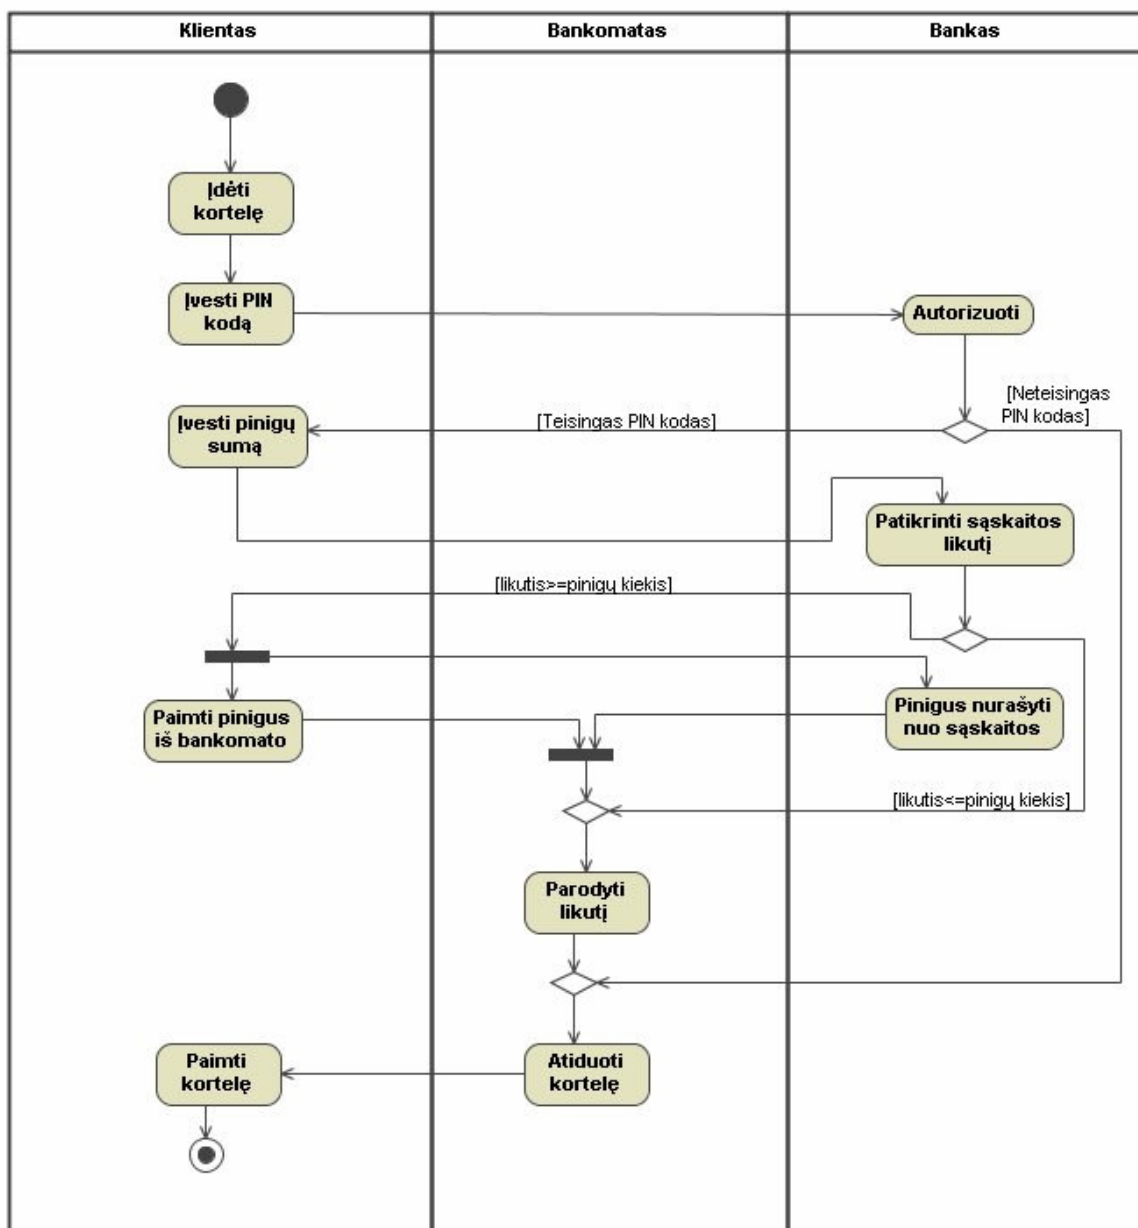 Klientas
Bankomatas
Bankas
Įdėti
kortelę
Įvesti PIN
kodą
Autorizuoti
[Neteisingas
PIN kodas]
[Teisingas PIN kodas]
Įvesti pinigų
sumą
Patikrinti sąskaitos
likutį
[likutis>=pinigų kiekis]
Paimti pinigus
iš bankomato
Pinigus nurašyti
nuo sąskaitos
[likutis<=pinigų kiekis]
Parodyti
likutį
Paimti
kortelę
Atiduoti
kortelę